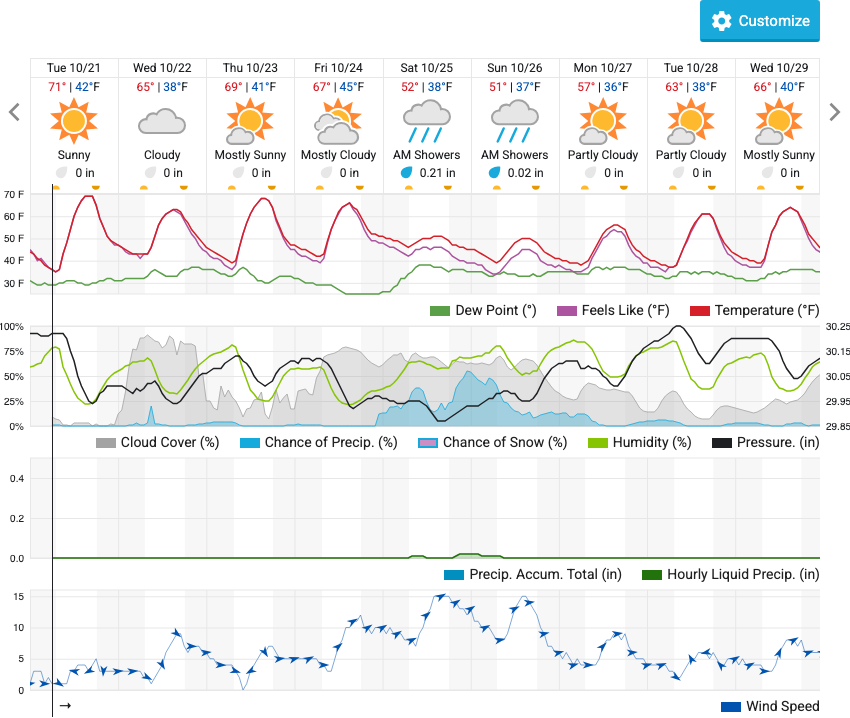 Customize
Tue 10/21 Wed 10/22 Thu 10/23 Fri 10/24 Sat 10/25 Sun 10/26 Mon 10/27 Tue 10/28 Wed 10/29
71° | 42°F 65° | 38°F 69° | 41°F 67° | 45°F 52° | 38°F 51° | 37°F 57° | 36°F 63° | 38°F 66° | 40°F
Sunny Cloudy Mostly Sunny Mostly Cloudy AM Showers AM Showers Partly Cloudy Partly Cloudy Mostly Sunny
0 in 0 in 0 in 0 in 0.21 in 0.02 in 0 in 0 in 0 in
70 F
60 F
50 F
40 F
30 F
Dew Point (°) Feels Like (°F) Temperature (°F)
100% 30.25
75% 30.15
50% 30.05
25% 29.95
0% 29.85
Cloud Cover (%) Chance of Precip. (%) Chance of Snow (%) Humidity (%) Pressure. (in)
0.4
0.2
0.0
Precip. Accum. Total (in) Hourly Liquid Precip. (in)
15
10
5
0
→ Wind Speed